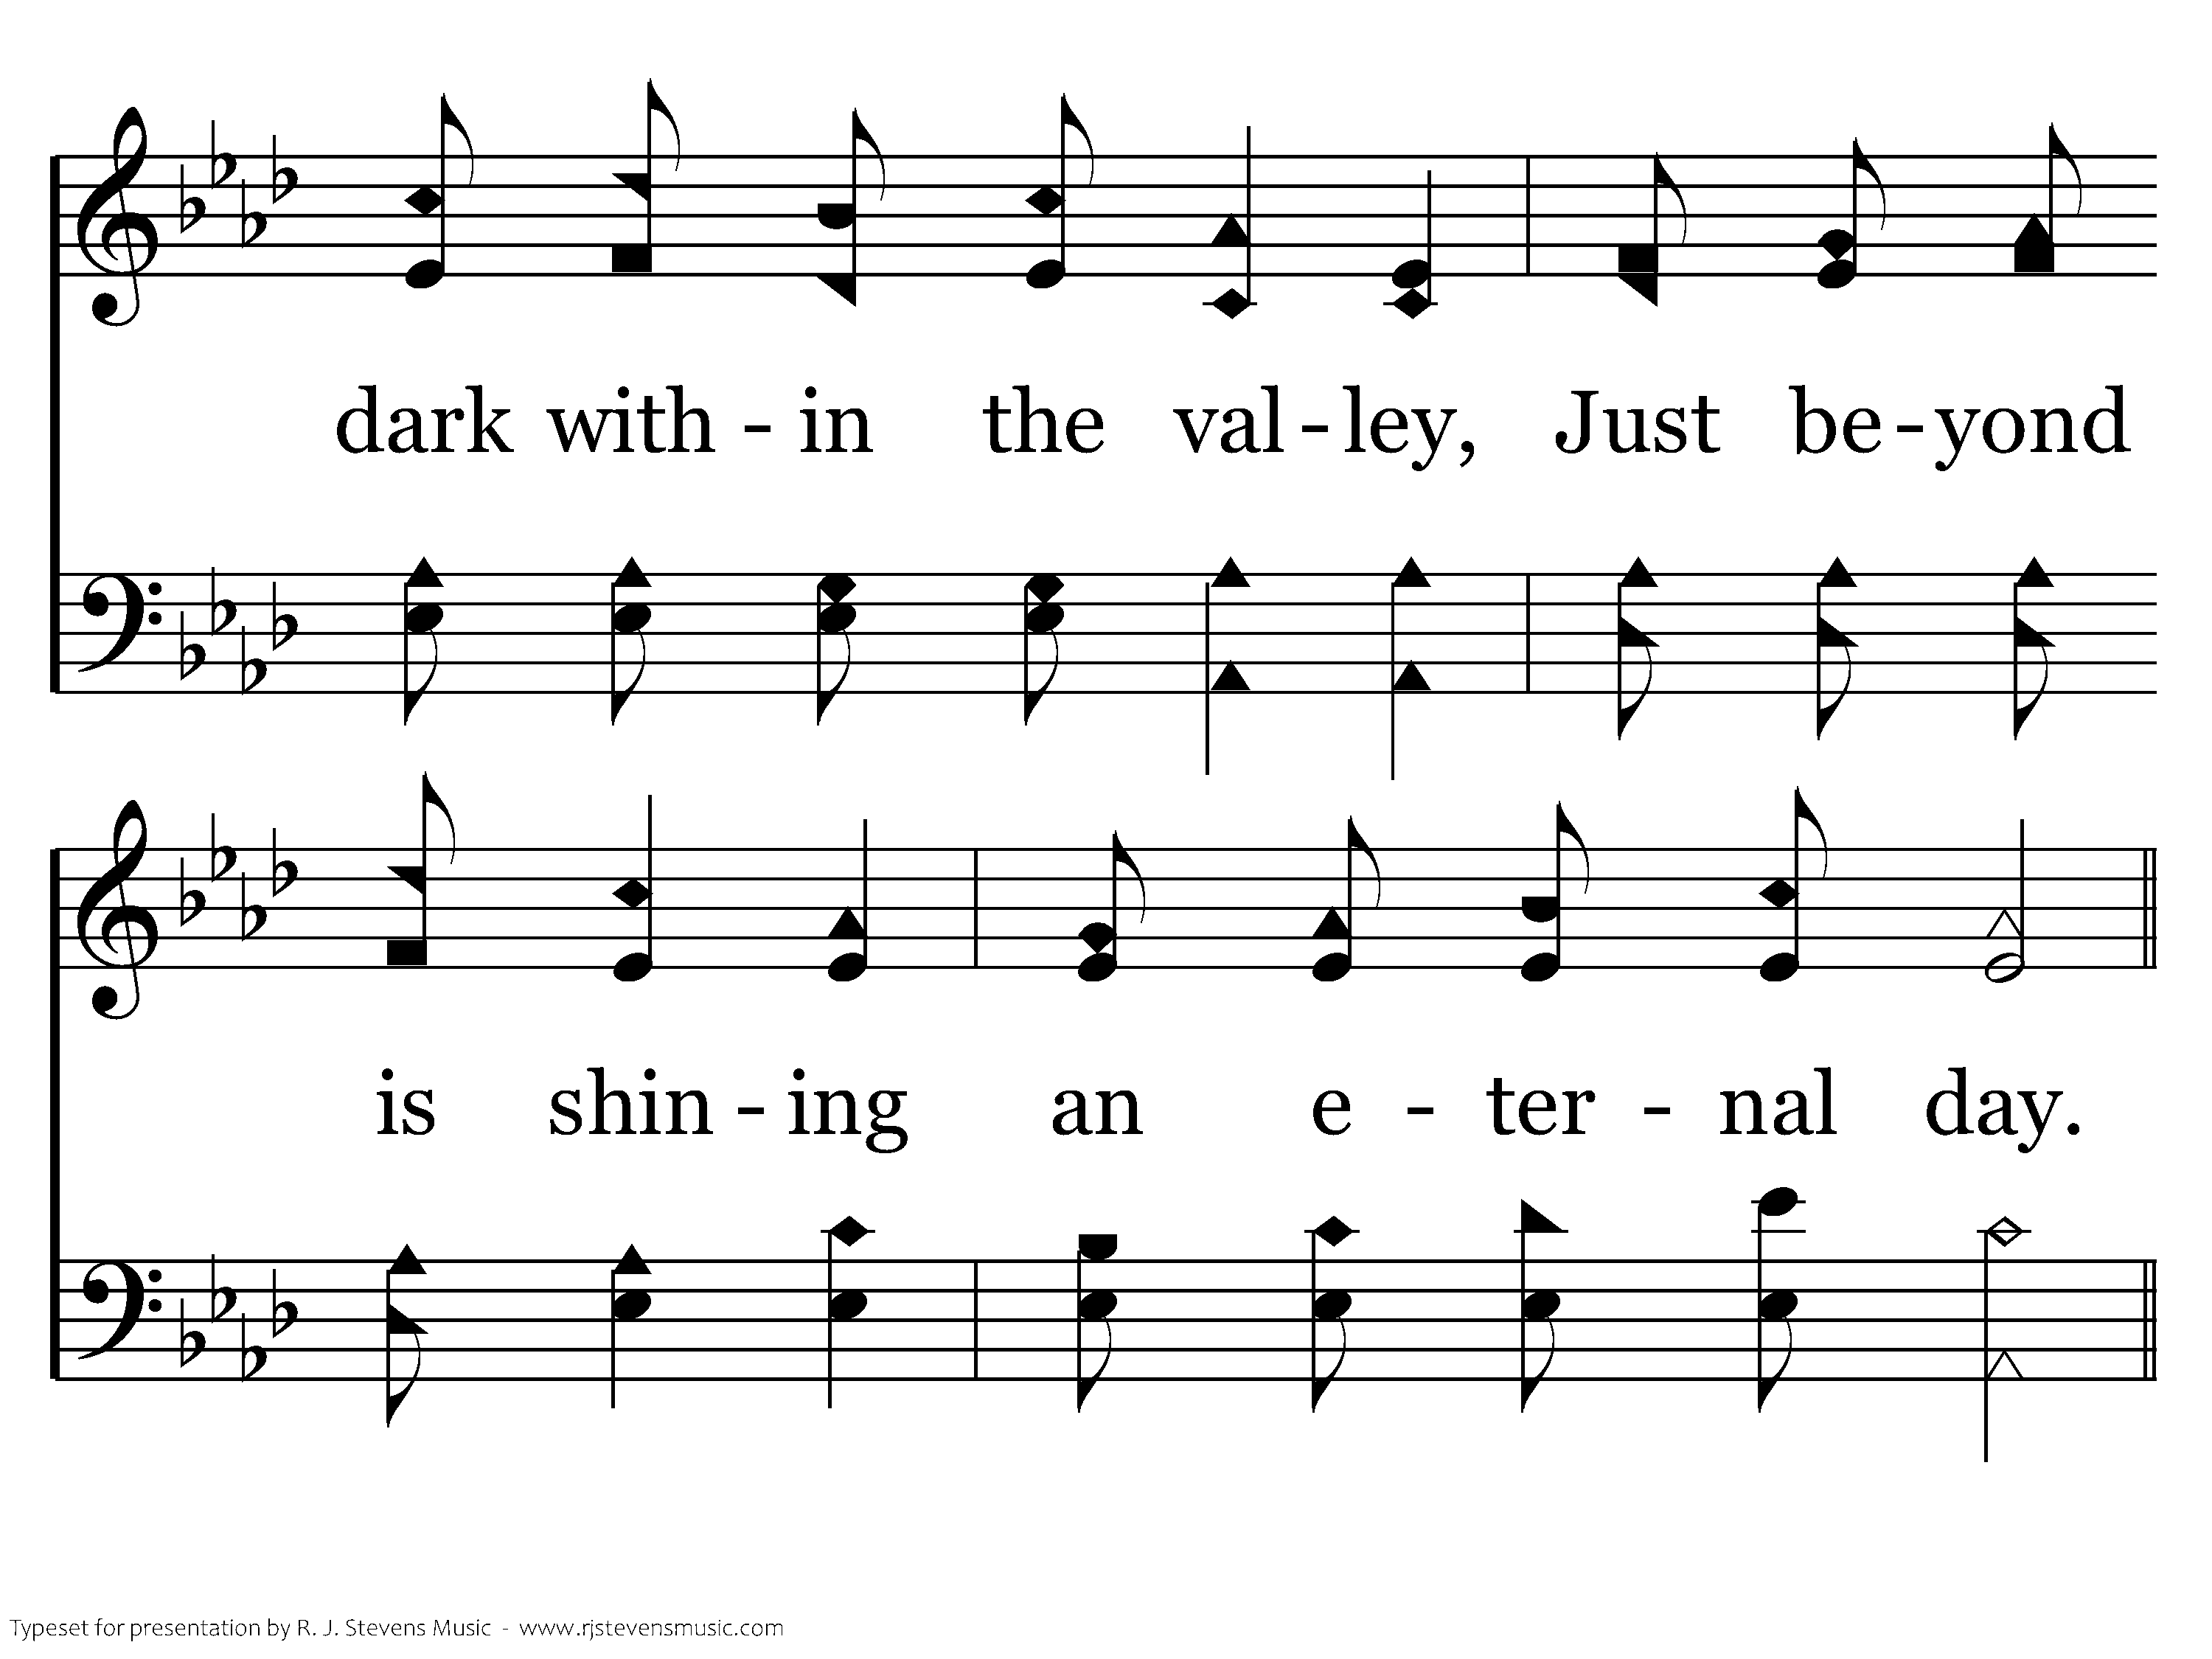 dark with - in the val - ley, Just be - yond
is shin - ing an e - ter - nal day.
Typeset for presentation by R. J. Stevens Music - www.rjstevensmusic.com